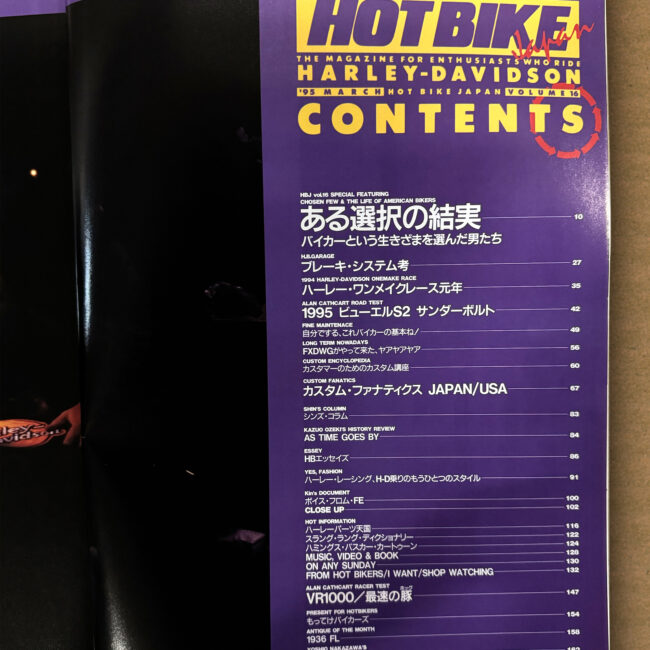 HOT BIKE
Japan
THE MAGAZINE FOR ENTHUSIASTS WHO RIDE
HARLEY-DAVIDSON
'95 MARCH HOT BIKE JAPAN VOLUME 16
CONTENTS
HBJ vol.16 SPECIAL FEATURING
CHOSEN FEW & THE LIFE OF AMERICAN BIKERS
ある選択の結実 10
バイカーという生きざまを選んだ男たち
H.B.GARAGE
ブレーキ・システム考 27
1994 HARLEY-DAVIDSON ONEMAKE RACE
ハーレー・ワンメイクレース元年 35
ALAN CATHCART ROAD TEST
1995 ビューエルS2 サンダーボルト 42
FINE MAINTENACE
自分でする、これバイカーの基本ね! 49
LONG TERM NOWADAYS
FXDWGがやって来た、ヤアヤアヤア 56
CUSTOM ENCYCLOPEDIA
カスタマーのためのカスタム講座 60
CUSTOM FANATICS
カスタム・ファナティクス JAPAN/USA 67
SHIN'S COLUMN
シンズ・コラム 83
KAZUO OZEKI'S HISTORY REVIEW
AS TIME GOES BY 84
ESSEY
HBエッセイズ 86
YES, FASHION
ハーレー・レーシング、H-D乗りのもうひとつのスタイル 91
Kin's DOCUMENT
ボイス・フロム・FE 100
CLOSE UP 102
HOT INFORMATION
ハーレーパーツ天国 116
スラング・ラング・ディクショナリー 122
ハミングス・バスカー・カートゥーン 124
MUSIC, VIDEO & BOOK 128
ON ANY SUNDAY 130
FROM HOT BIKERS/I WANT/SHOP WATCHING 132
ALAN CATHCART RACER TEST
VR1000/最速の豚 147
PRESENT FOR HOTBIKERS
もってけバイカーズ 154
ANTIQUE OF THE MONTH
1936 FL 158
YOSHIO NAKAZAWA'S